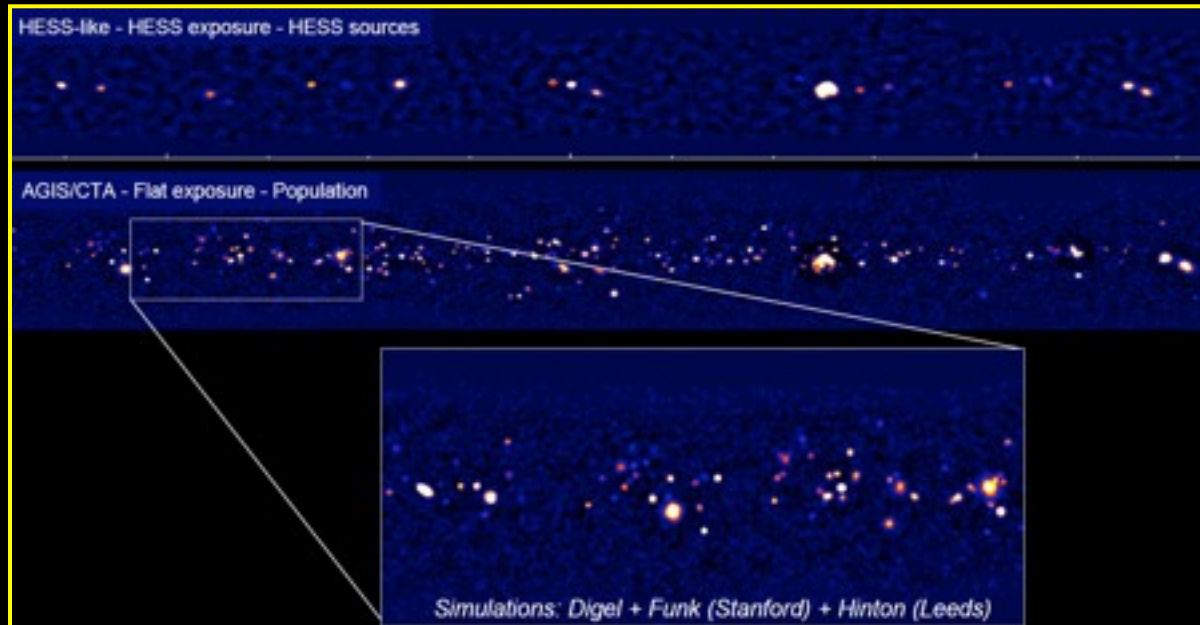 HESS-like - HESS exposure - HESS sources
AGIS/CTA - Flat exposure - Population
Simulations: Digel + Funk (Stanford) + Hinton (Leeds)